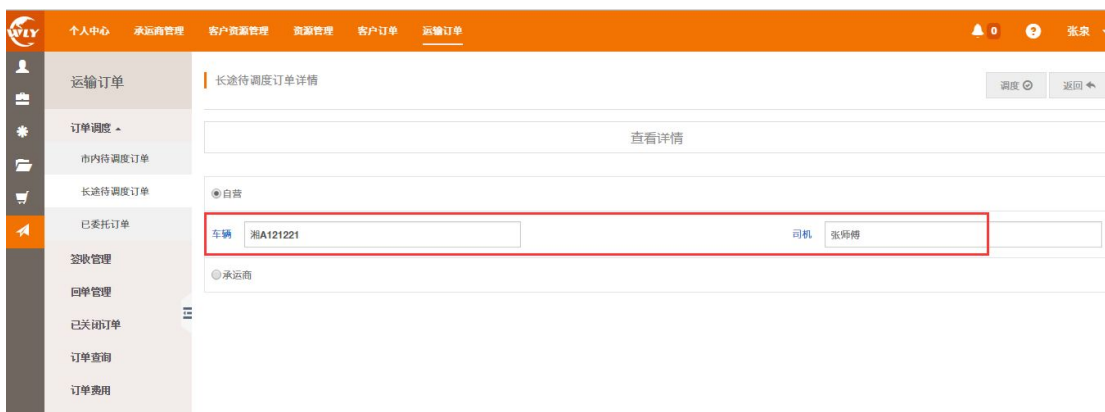 WLY 个人中心 承运商管理 客户资源管理 资源管理 客户订单 运输订单 0 ? 张泉
运输订单
长途待调度订单详情
调度 返回
订单调度
查看详情
市内待调度订单
长途待调度订单
自营
已委托订单
车辆 湘A121221 司机 张师傅
签收管理
承运商
回单管理
已关闭订单
订单查询
订单费用